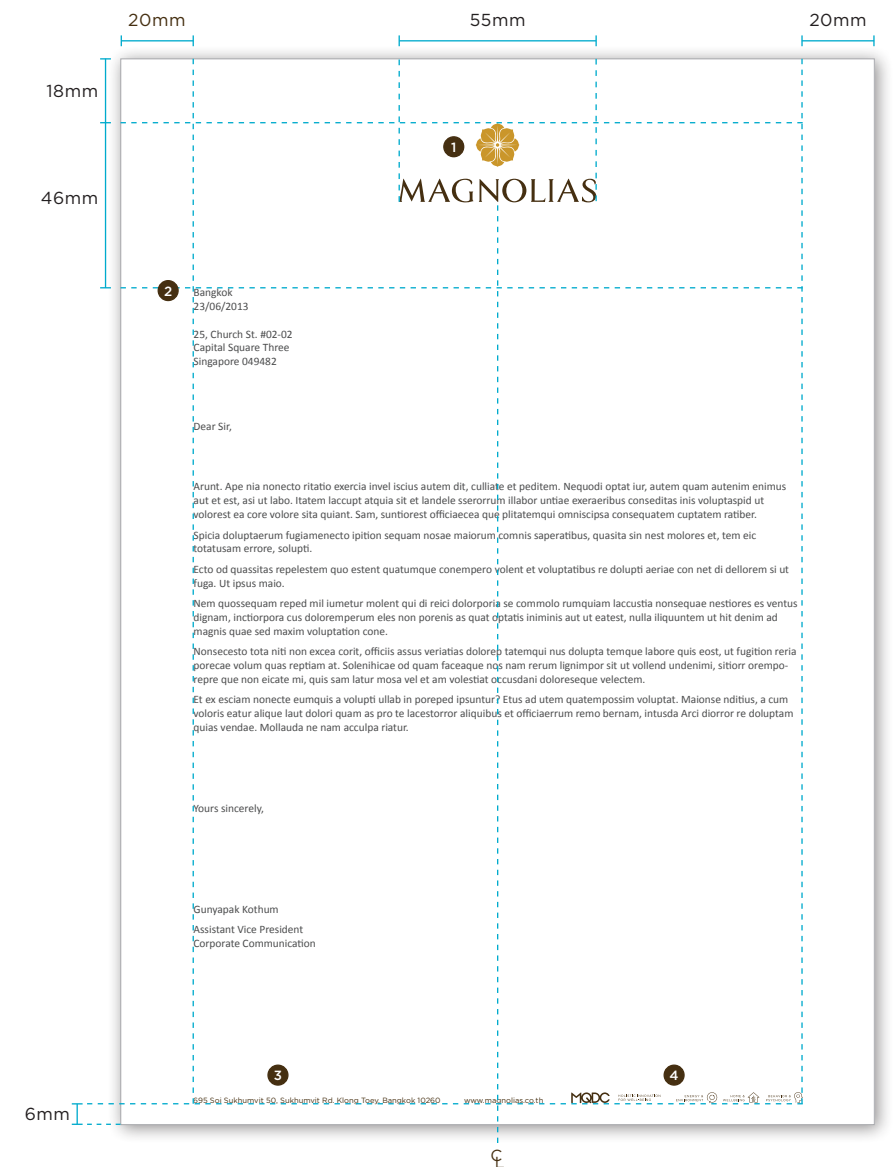 20mm
55mm
20mm
18mm
46mm
1
MAGNOLIAS
2
Bangkok
23/06/2013
25, Church St. #02-02
Capital Square Three
Singapore 049482
Dear Sir,
Arunt. Ape nia nonecto ritatio exercia invel iscius autem dit, culliate et peditem. Nequodi optat iur, autem quam autenim enimus
aut et est, asi ut labo. Itatem laccupt atquia sit et landele sserorrum illabor untiae exeraeribus conseditas inis voluptaspid ut
volorest ea core volore sita quiant. Sam, suntiorest officiaecea que plitatemqui omniscipsa consequatem cuptatem ratiber.
Spicia doluptaerum fugiamenecto ipition sequam nosae maiorum comnis saperatibus, quasita sin nest molores et, tem eic
totatusam errore, solupti.
Ecto od quassitas repelestem quo estent quatumque conempero volent et voluptatibus re dolupti aeriae con net di dellorem si ut
fuga. Ut ipsus maio.
Nem quossequam reped mil iumetur molent qui di reici dolorporia se commolo rumquiam laccustia nonsequae nestiores es ventus
dignam, inctiorpora cus doloremperum eles non porenis as quat optatis iniminis aut ut eatest, nulla iliquuntem ut hit denim ad
magnis quae sed maxim voluptation cone.
Nonsecesto tota niti non excea corit, officiis assus veriatias dolorep tatemqui nus dolupta temque labore quis eost, ut fugition reria
porecae volum quas reptiam at. Solenihicae od quam faceaque nos nam rerum lignimpor sit ut vollend undenimi, sitiorr orempo-
repre que non eicate mi, quis sam latur mosa vel et am volestiat occusdani doloreseque velectem.
Et ex esciam nonecte eumquis a volupti ullab in poreped ipsuntur? Etus ad utem quatempossim voluptat. Maionse nditius, a cum
voloris eatur alique laut dolori quam as pro te lacestorror aliquibus et officiaerrum remo bernam, intusda Arci diorror re doluptam
quias vendae. Mollauda ne nam acculpa riatur.
Yours sincerely,
Gunyapak Kothum
Assistant Vice President
Corporate Communication
3
4
6mm
695 Soi Sukhumvit 50, Sukhumvit Rd. Klong Toey, Bangkok 10260 www.magnolias.co.th MQDC
HOLISTIC INNOVATION
FOR WELL-BEING
ENERGY &
ENVIRONMENT
HOME &
WELLBEING
BEHAVIOR &
PSYCHOLOGY
℄